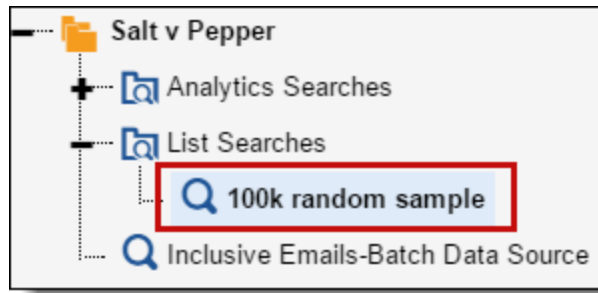 Salt v Pepper
Analytics Searches
List Searches
100k random sample
Inclusive Emails-Batch Data Source